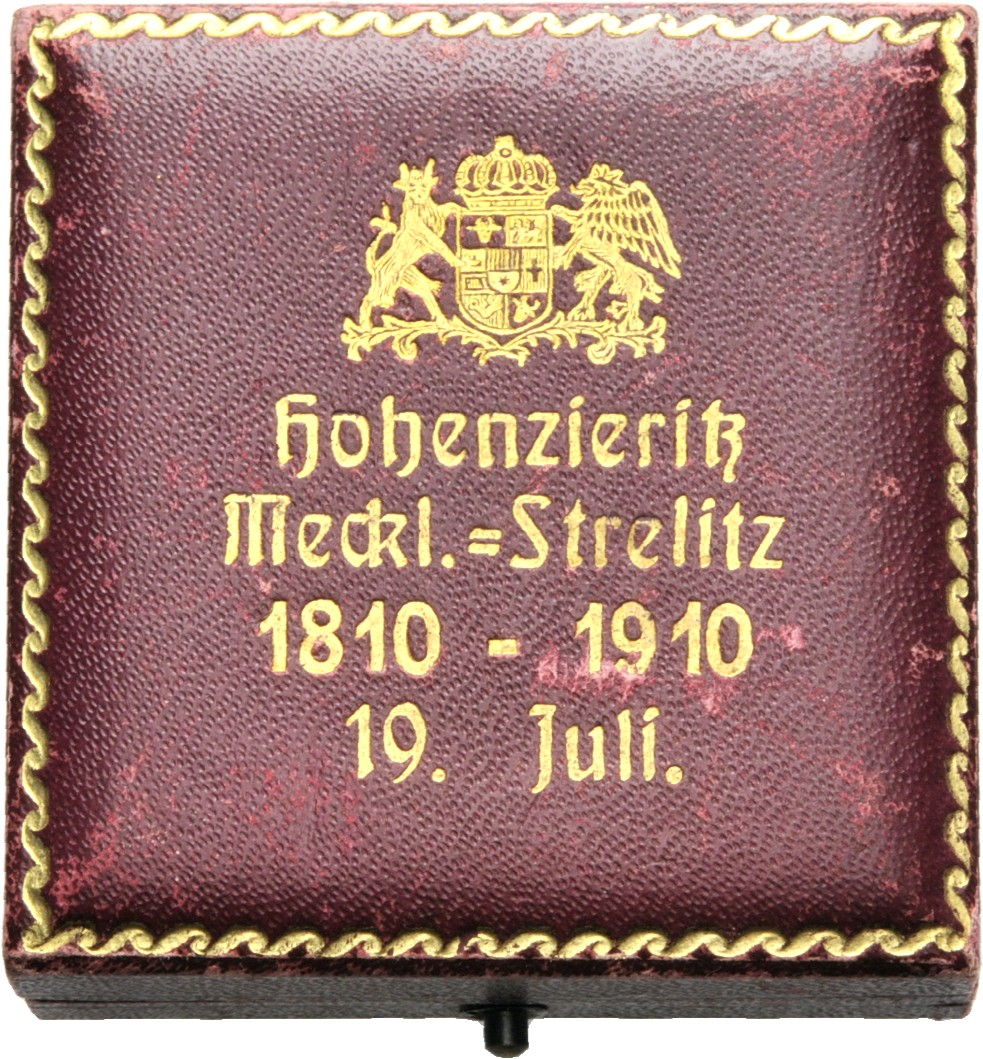 Hohenzieritz
Meckl.=Strelitz
1810 - 1910
19. Juli.